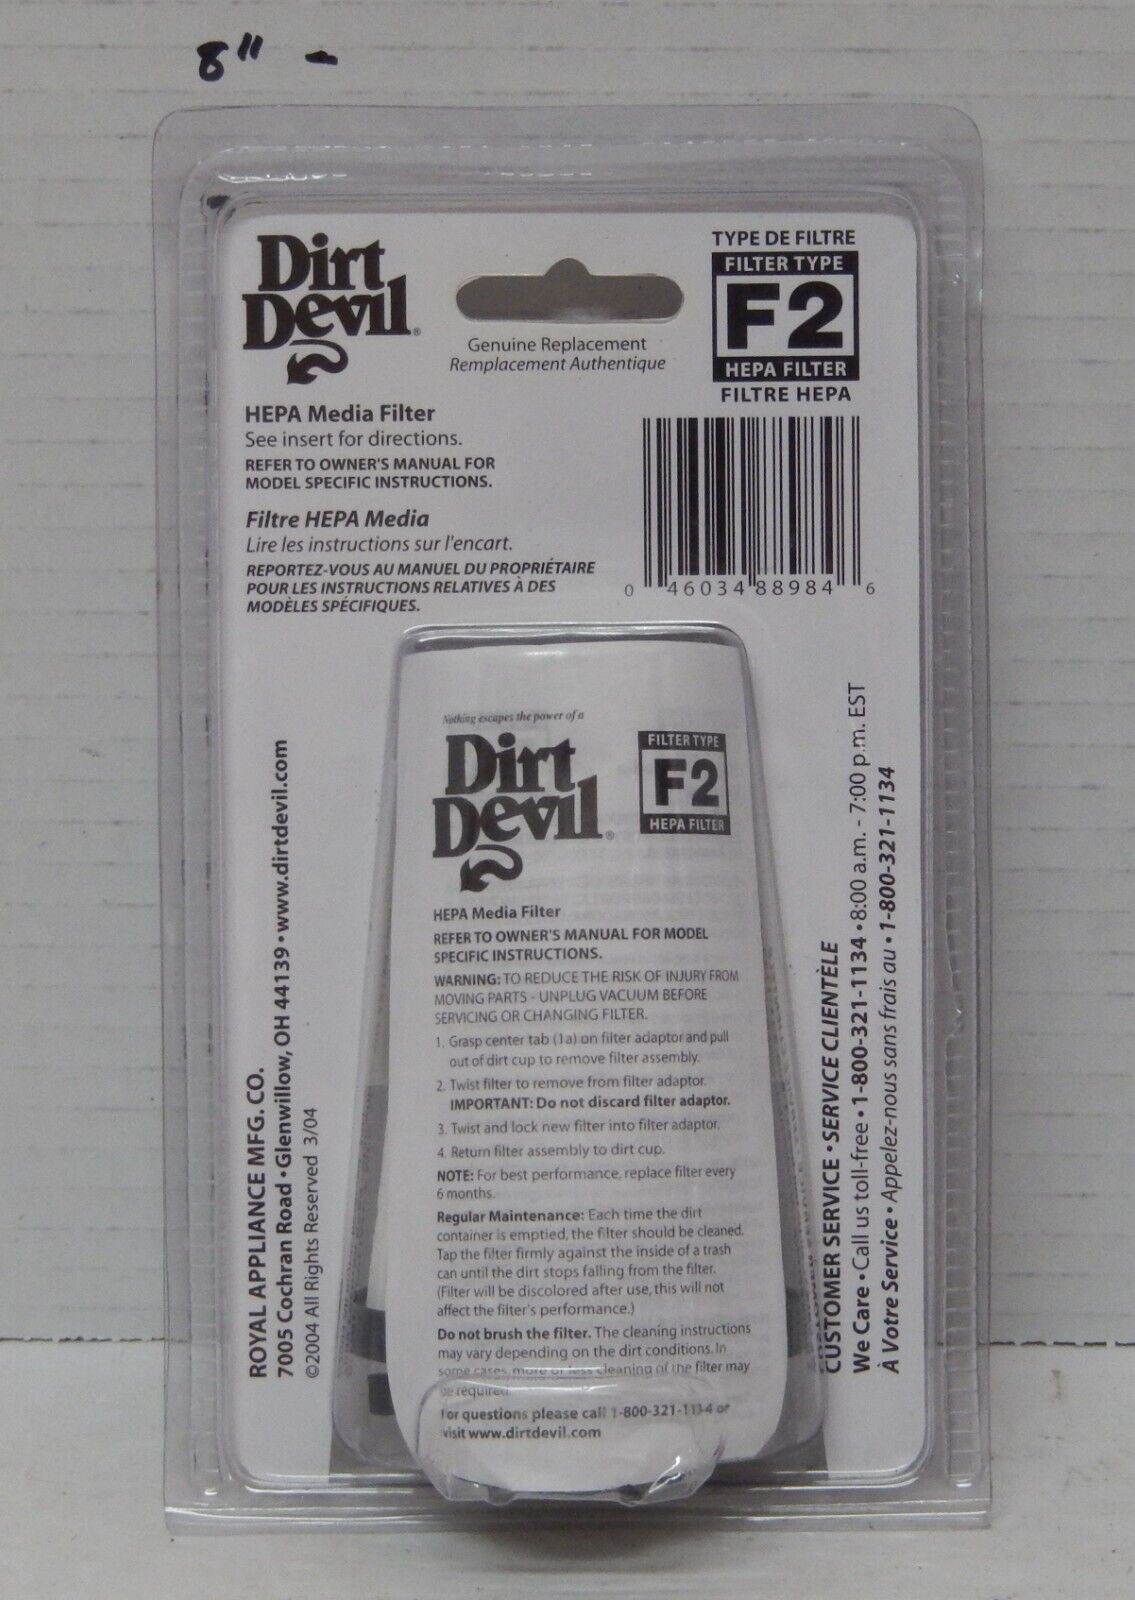 8" -
Dirt
Devil®
Genuine Replacement
Remplacement Authentique
TYPE DE FILTRE
FILTER TYPE
F2
HEPA FILTER
FILTRE HEPA
HEPA Media Filter
See insert for directions.
REFER TO OWNER'S MANUAL FOR
MODEL SPECIFIC INSTRUCTIONS.
Filtre HEPA Media
Lire les instructions sur l'encart.
REPORTEZ-VOUS AU MANUEL DU PROPRIÉTAIRE
POUR LES INSTRUCTIONS RELATIVES À DES
MODÈLES SPÉCIFIQUES.
0 46034 88984 6
Nothing escapes the power of a
Dirt
Devil®
FILTER TYPE
F2
HEPA FILTER
HEPA Media Filter
REFER TO OWNER'S MANUAL FOR MODEL
SPECIFIC INSTRUCTIONS.
WARNING: TO REDUCE THE RISK OF INJURY FROM
MOVING PARTS - UNPLUG VACUUM BEFORE
SERVICING OR CHANGING FILTER.
1. Grasp center tab (1a) on filter adaptor and pull
out of dirt cup to remove filter assembly.
2. Twist filter to remove from filter adaptor.
IMPORTANT: Do not discard filter adaptor.
3. Twist and lock new filter into filter adaptor.
4. Return filter assembly to dirt cup.
NOTE: For best performance, replace filter every
6 months.
Regular Maintenance: Each time the dirt
container is emptied, the filter should be cleaned.
Tap the filter firmly against the inside of a trash
can until the dirt stops falling from the filter.
(Filter will be discolored after use, this will not
affect the filter's performance.)
Do not brush the filter. The cleaning instructions
may vary depending on the dirt conditions. In
some cases, more or less cleaning of the filter may
be required.
For questions please call 1-800-321-1134 or
visit www.dirtdevil.com
ROYAL APPLIANCE MFG. CO.
7005 Cochran Road • Glenwillow, OH 44139 • www.dirtdevil.com
©2004 All Rights Reserved 3/04
CUSTOMER SERVICE • SERVICE CLIENTÈLE
We Care • Call us toll-free • 1-800-321-1134 • 8:00 a.m. - 7:00 p.m. EST
À Votre Service • Appelez-nous sans frais au • 1-800-321-1134